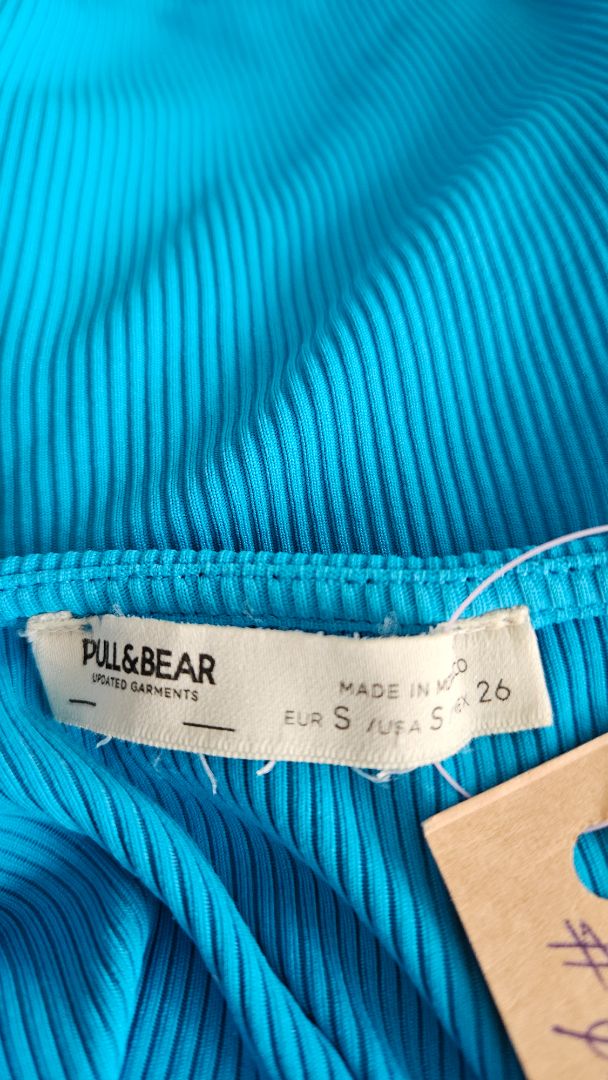 PULL&BEAR
UPDATED GARMENTS
MADE IN
EUR S /USA S 26
#